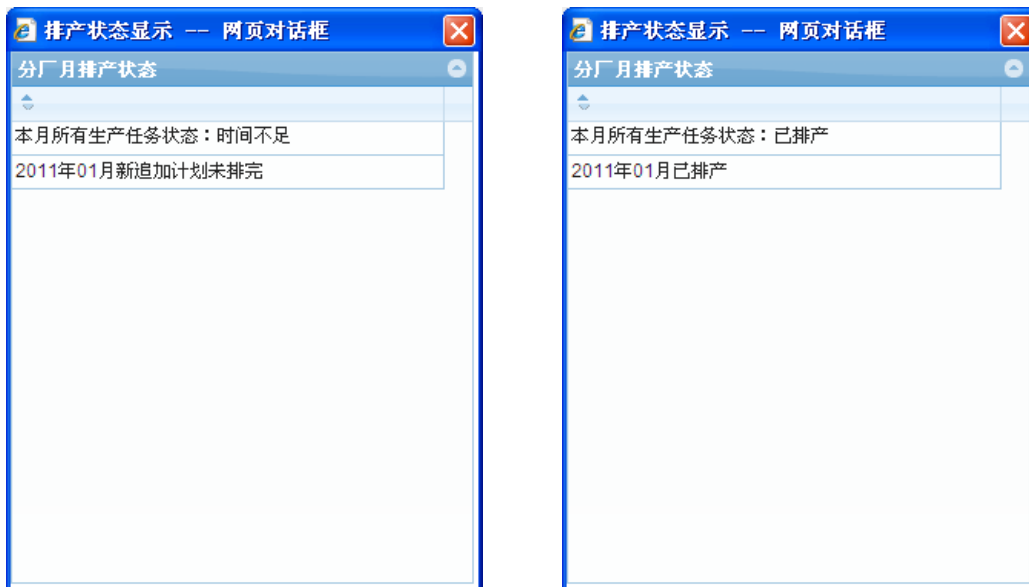 排产状态显示 -- 网页对话框
分厂月排产状态
本月所有生产任务状态：时间不足
2011年01月新追加计划未排完
排产状态显示 -- 网页对话框
分厂月排产状态
本月所有生产任务状态：已排产
2011年01月已排产